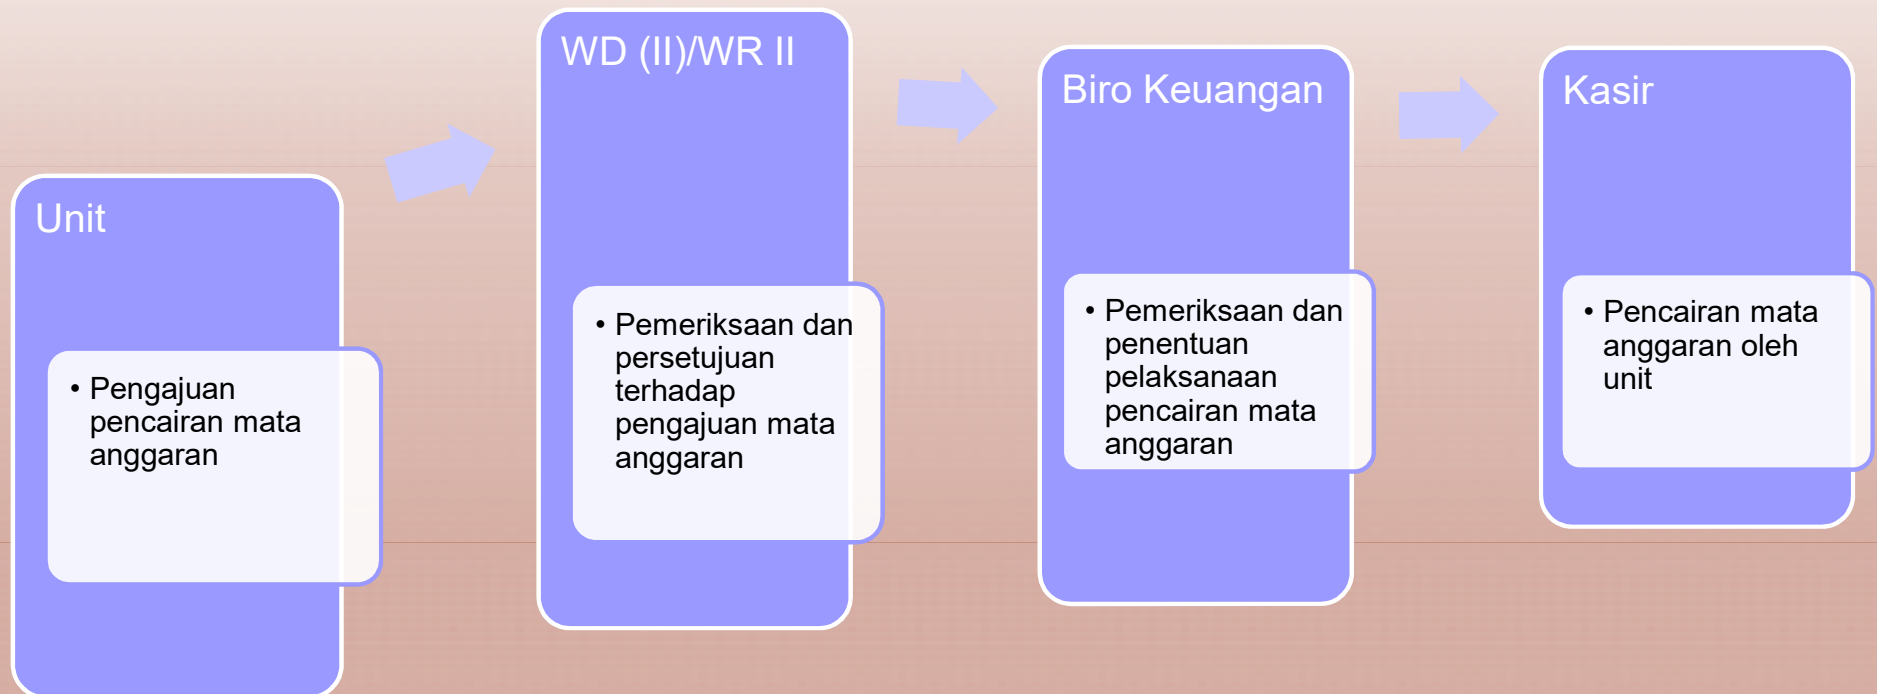 Unit
• Pengajuan
pencairan mata
anggaran
WD (II)/WR II
• Pemeriksaan dan
persetujuan
terhadap
pengajuan mata
anggaran
Biro Keuangan
• Pemeriksaan dan
penentuan
pelaksanaan
pencairan mata
anggaran
Kasir
• Pencairan mata
anggaran oleh
unit